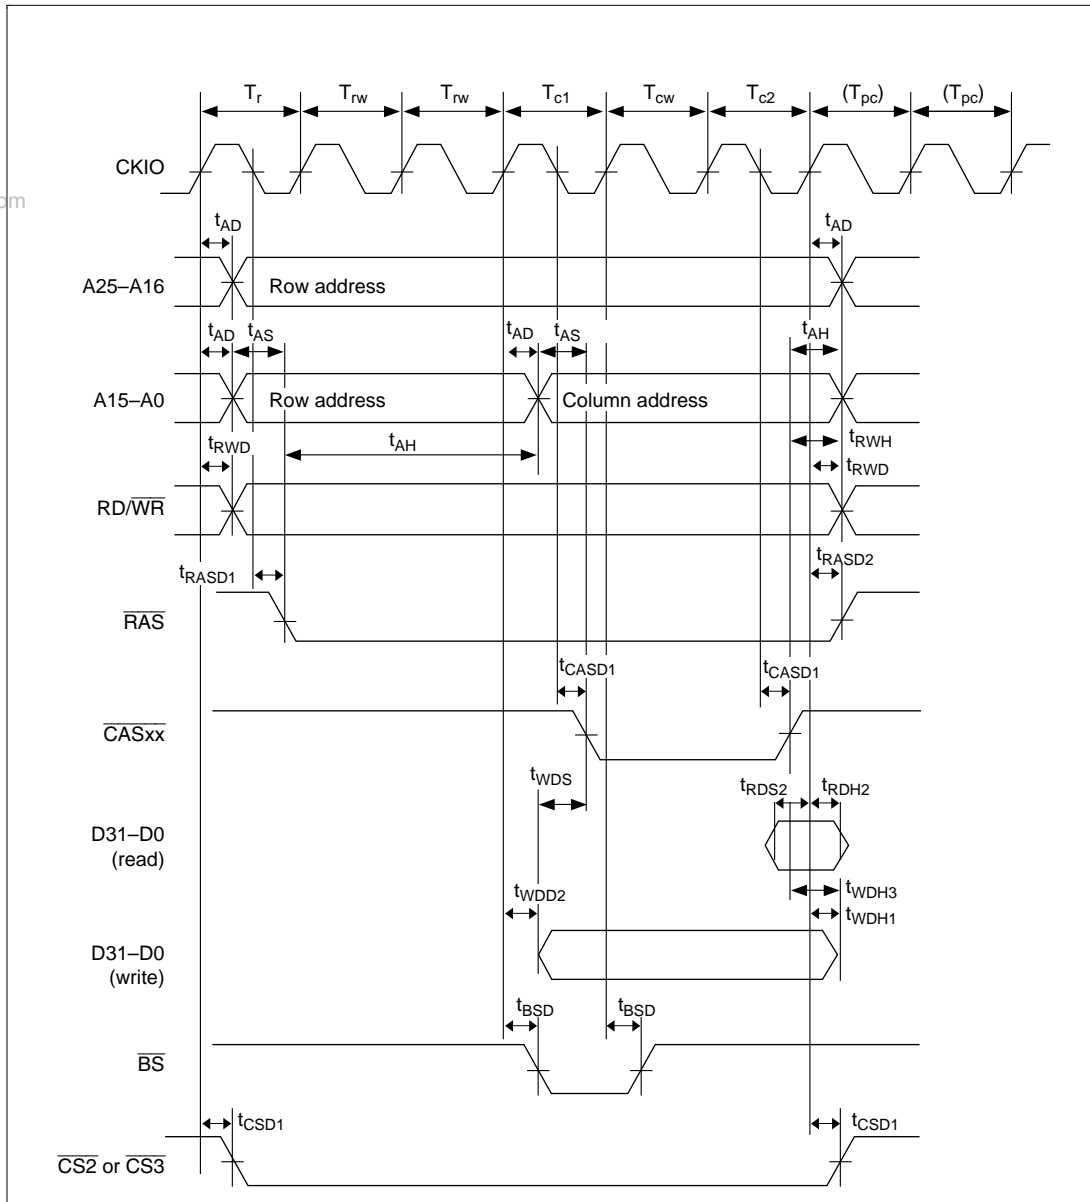 Tr Trw Trw Tc1 Tcw Tc2 (Tpc) (Tpc)
CKIO
om
tAD tAD
A25–A16 Row address
tAD tAS tAD tAS tAH
A15–A0 Row address Column address
tRWD tAH tRWH
tRWD
RD/WR
tRASD1 tRASD2
RAS
tCASD1 tCASD1
CASxx
tWDS tRDS2 tRDH2
D31–D0
(read)
tWDH3
tWDD2 tWDH1
D31–D0
(write)
tBSD tBSD
BS
tCSD1 tCSD1
CS2 or CS3